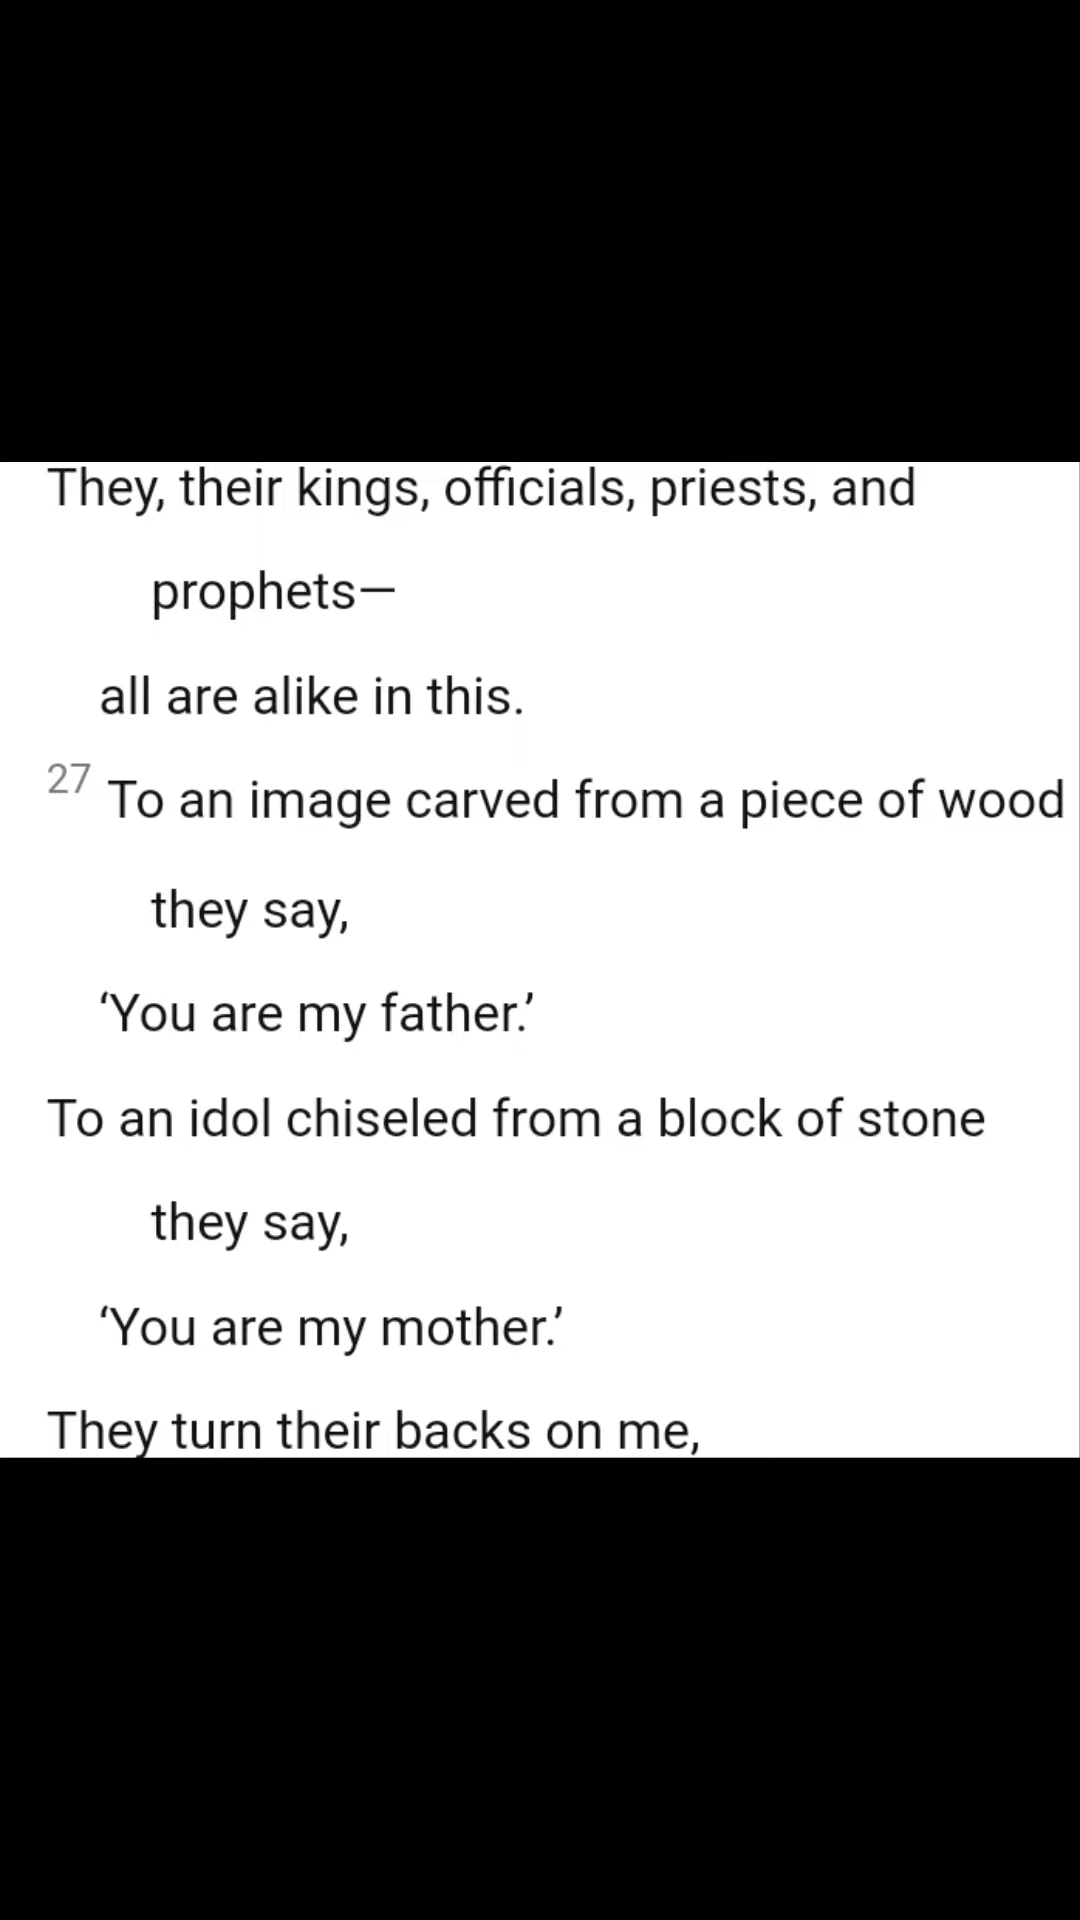 They, their kings, officials, priests, and
prophets—
all are alike in this.
27 To an image carved from a piece of wood
they say,
‘You are my father.’
To an idol chiseled from a block of stone
they say,
‘You are my mother.’
They turn their backs on me,